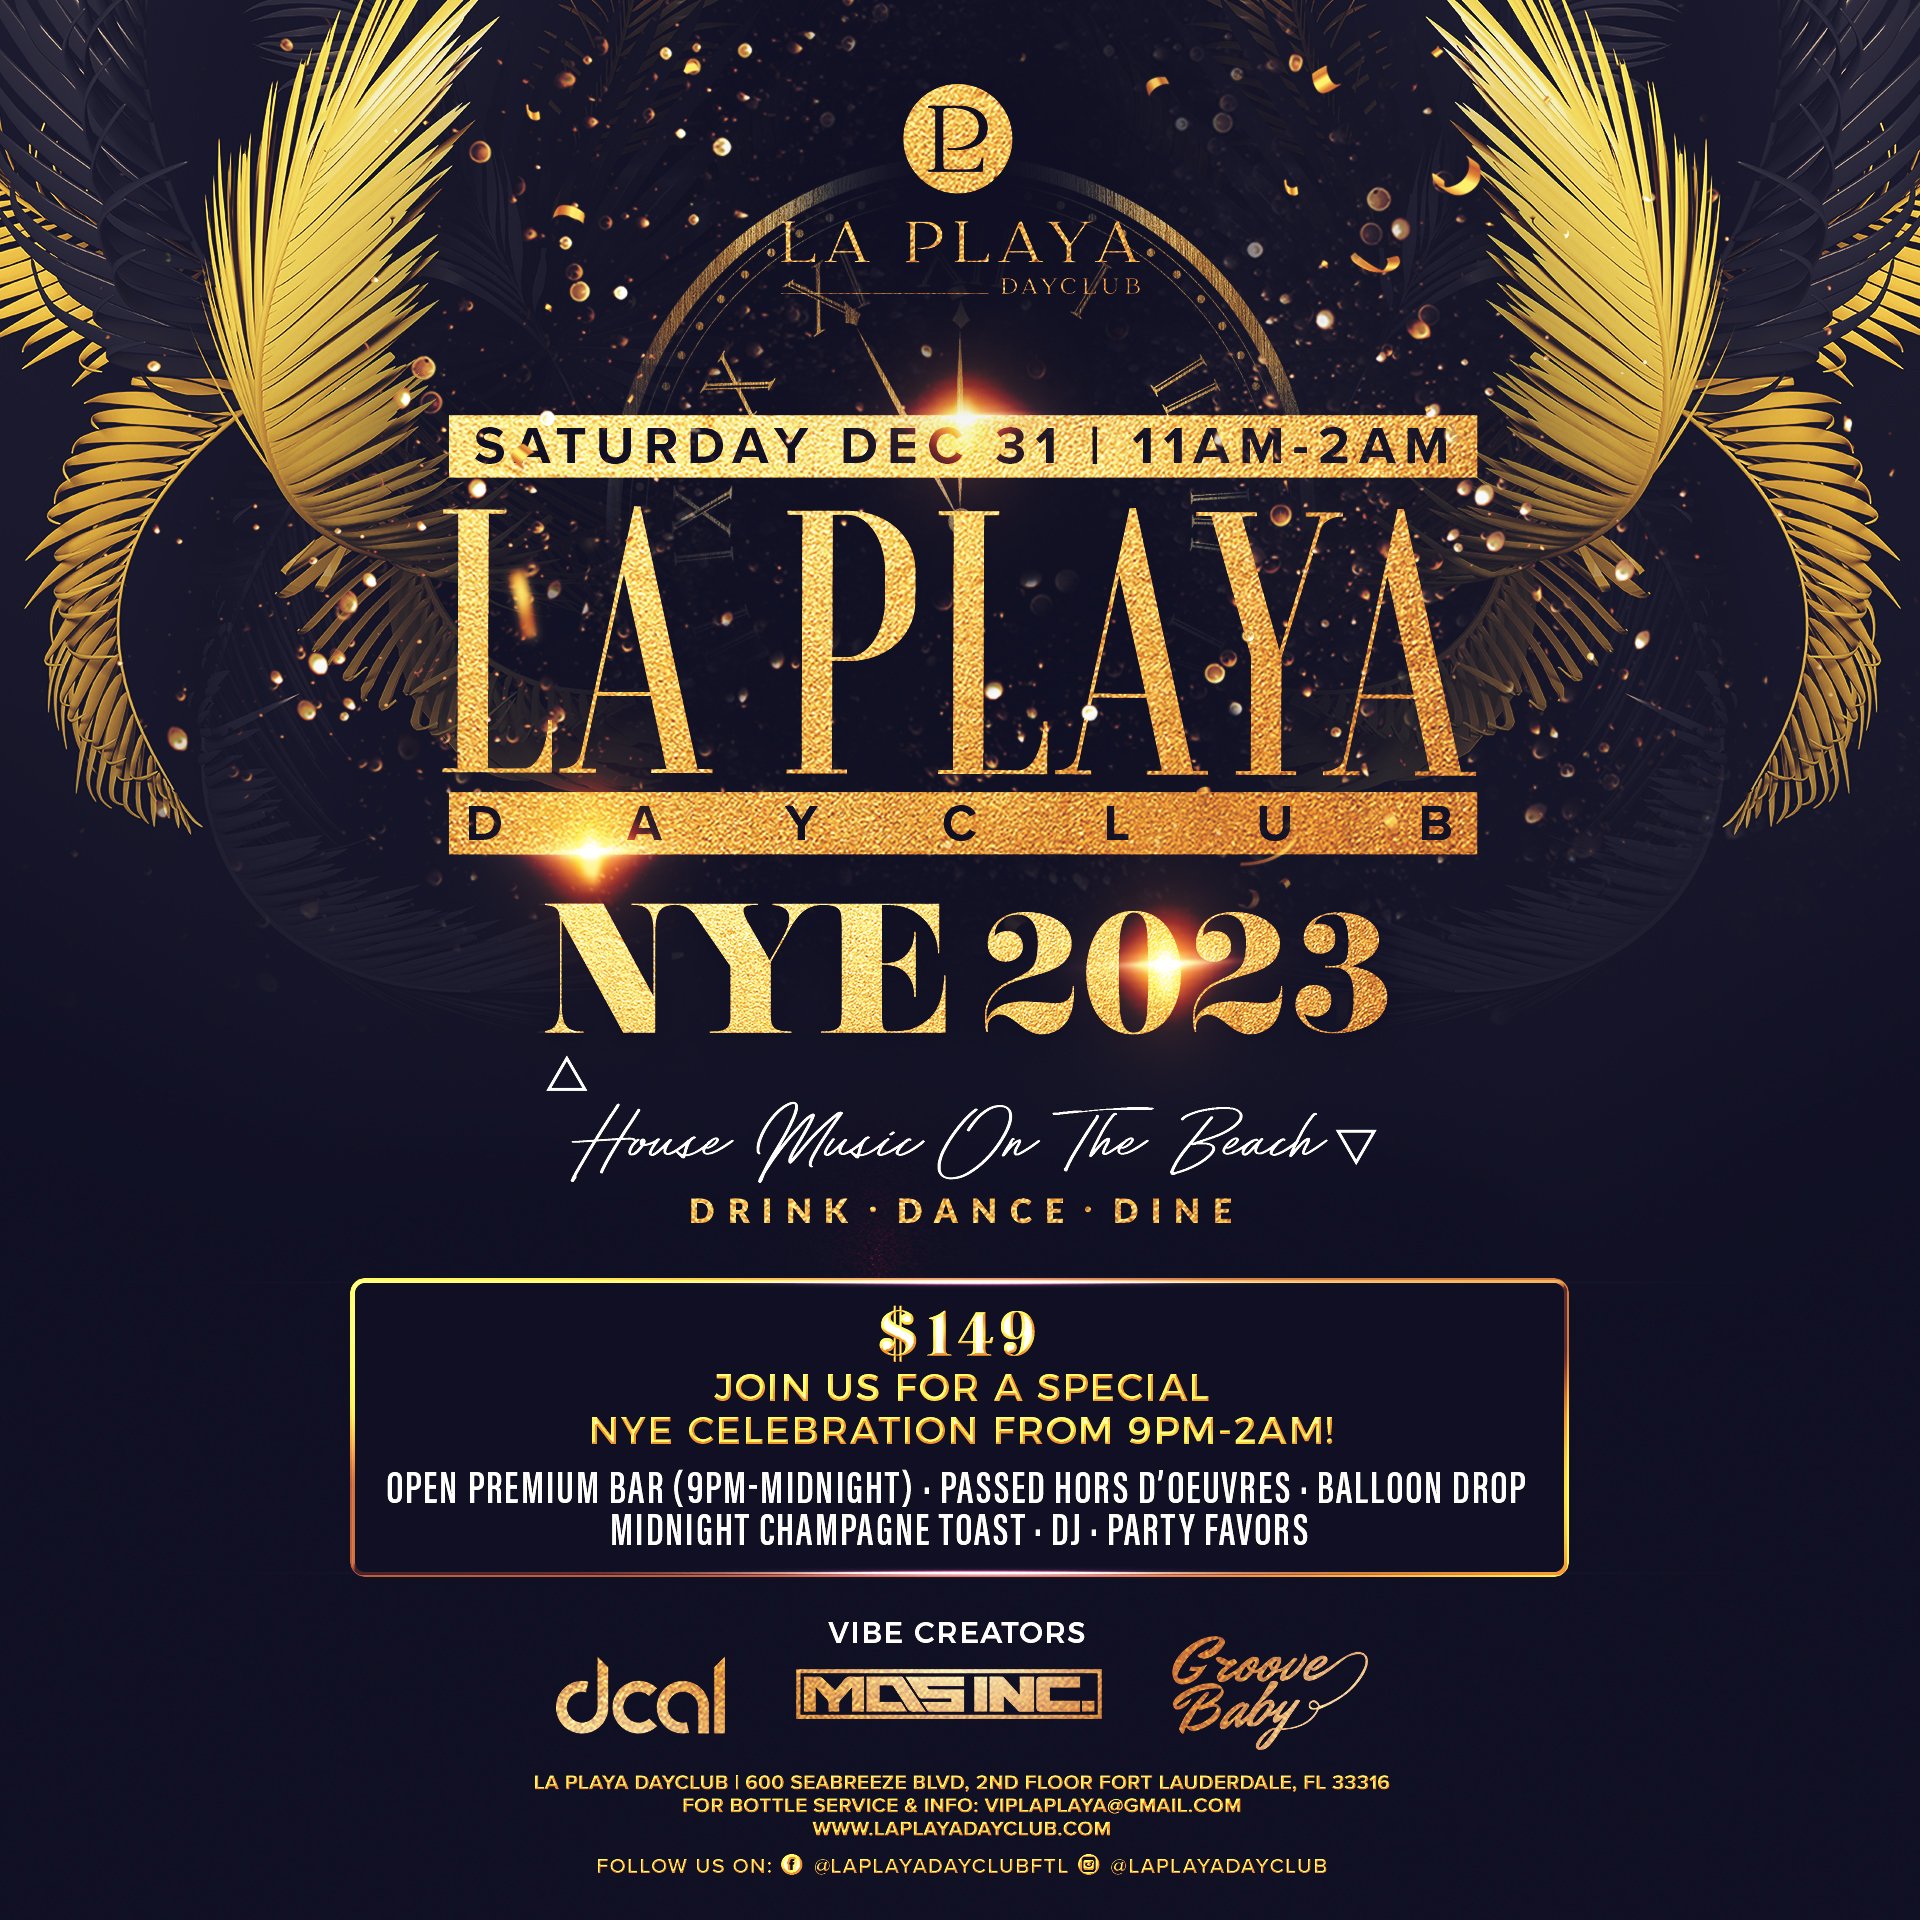 LP
LA PLAYA
DAYCLUB
SATURDAY DEC 31 | 11AM-2AM
LA PLAYA
DAYCLUB
NYE 2023
House Music On The Beach
DRINK · DANCE · DINE
$149
JOIN US FOR A SPECIAL
NYE CELEBRATION FROM 9PM-2AM!
OPEN PREMIUM BAR (9PM-MIDNIGHT) · PASSED HORS D'OEUVRES · BALLOON DROP
MIDNIGHT CHAMPAGNE TOAST · DJ · PARTY FAVORS
VIBE CREATORS
dcal MAS INC. Groove
Baby
LA PLAYA DAYCLUB | 600 SEABREEZE BLVD, 2ND FLOOR FORT LAUDERDALE, FL 33316
FOR BOTTLE SERVICE & INFO: VIPLAPLAYA@GMAIL.COM
WWW.LAPLAYADAYCLUB.COM
FOLLOW US ON: @LAPLAYADAYCLUBFTL @LAPLAYADAYCLUB